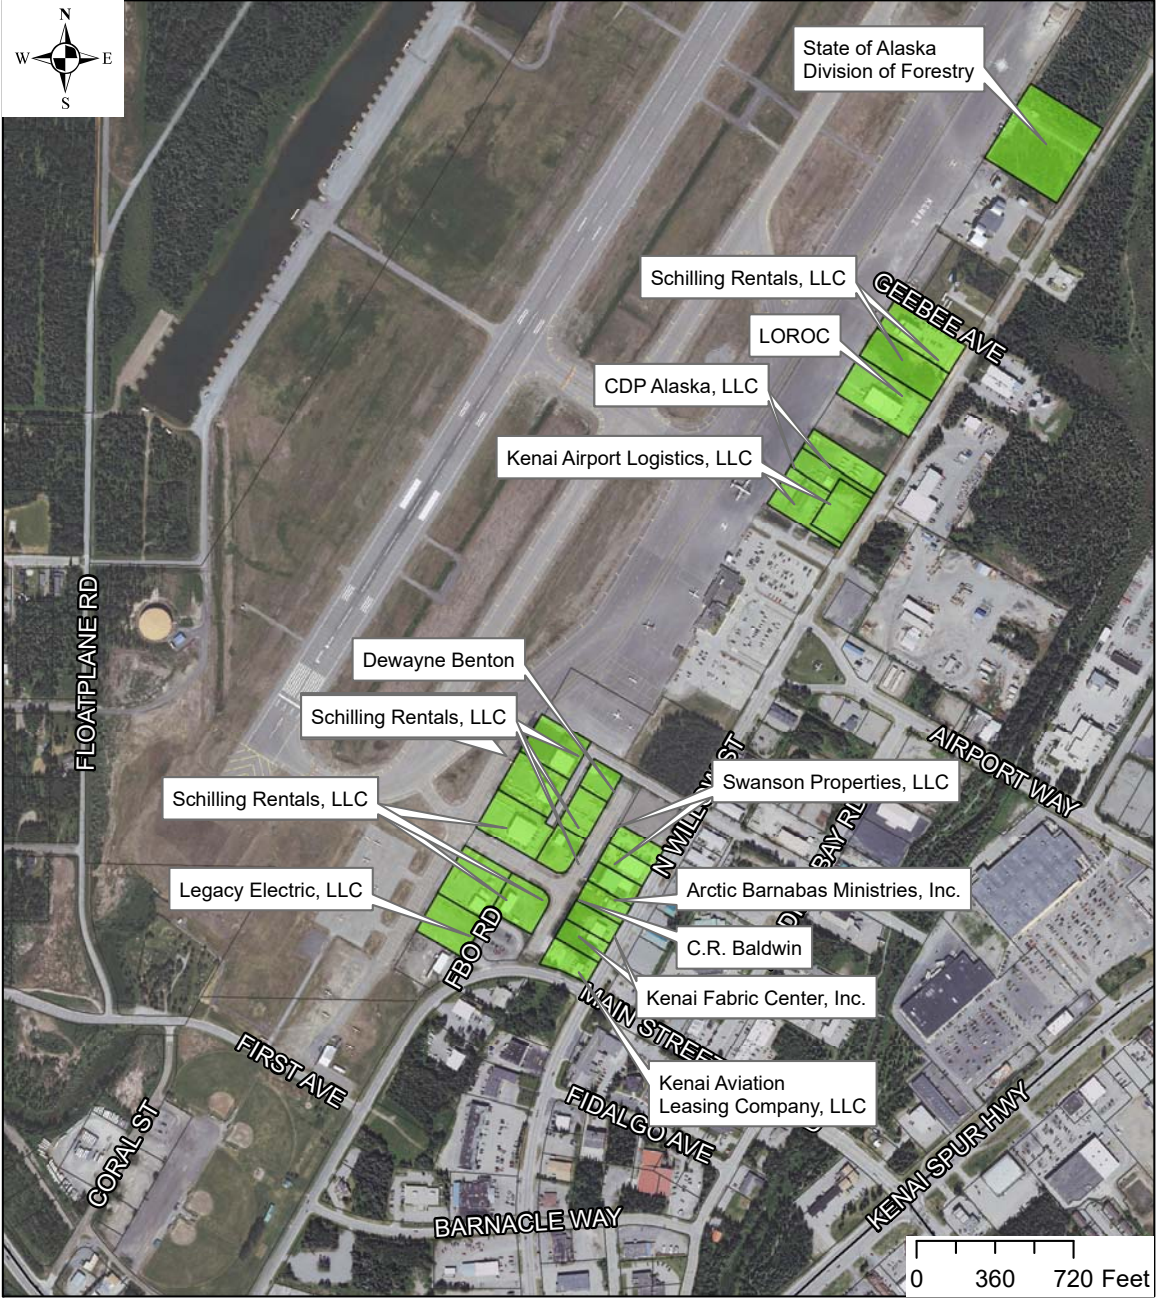 N
W E
S
State of Alaska
Division of Forestry
Schilling Rentals, LLC
GEEBEE AVE
LOROC
CDP Alaska, LLC
Kenai Airport Logistics, LLC
FLOATPLANE RD
Dewayne Benton
Schilling Rentals, LLC
AIRPORT WAY
N WILLOW ST
Swanson Properties, LLC
Schilling Rentals, LLC
BAY RD
Legacy Electric, LLC
Arctic Barnabas Ministries, Inc.
FBO RD
C.R. Baldwin
Kenai Fabric Center, Inc.
MAIN STREET
FIRST AVE
Kenai Aviation
Leasing Company, LLC
FIDALGO AVE
CORAL ST
KENAI SPUR HWY
BARNACLE WAY
0 360 720 Feet